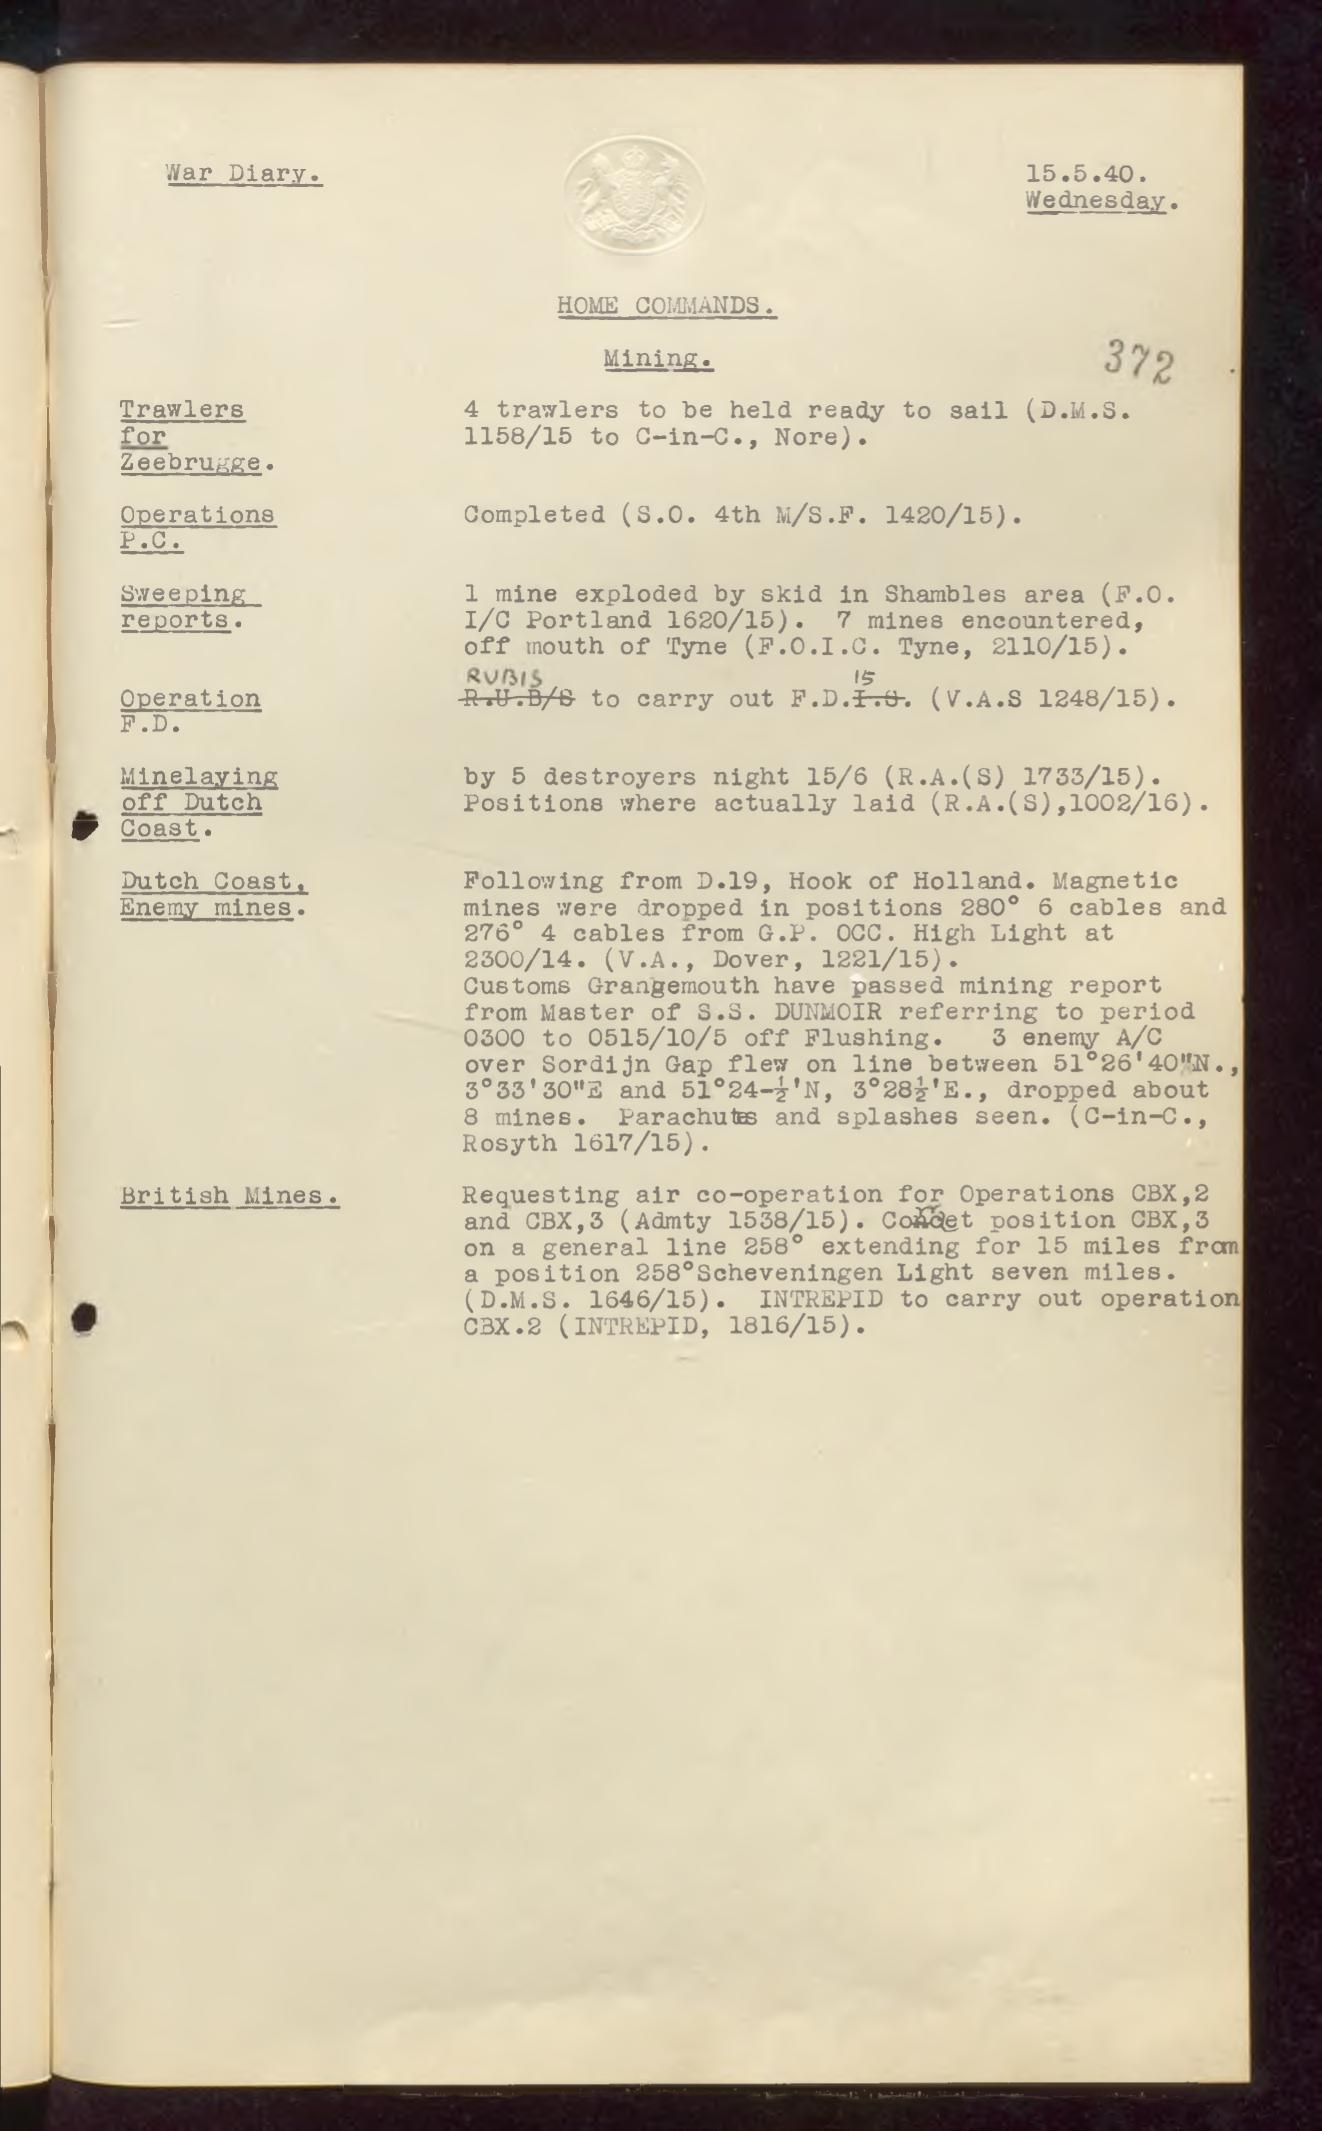 War Diary.
15.5.40.
Wednesday.
HOME COMMANDS.
Mining.
372
Trawlers
for
Zeebrugge.
4 trawlers to be held ready to sail (D.M.S.
1158/15 to C-in-C., Nore).
Operations
P.C.
Completed (S.O. 4th M/S.F. 1420/15).
Sweeping
reports.
1 mine exploded by skid in Shambles area (F.O.
I/C Portland 1620/15). 7 mines encountered,
off mouth of Tyne (F.O.I.C. Tyne, 2110/15).
Operation
F.D.
RUBIS 15
R.U.B/S to carry out F.D.I.S. (V.A.S 1248/15).
Minelaying
off Dutch
Coast.
by 5 destroyers night 15/6 (R.A.(S) 1733/15).
Positions where actually laid (R.A.(S),1002/16).
Dutch Coast,
Enemy mines.
Following from D.19, Hook of Holland. Magnetic
mines were dropped in positions 280° 6 cables and
276° 4 cables from G.P. OCC. High Light at
2300/14. (V.A., Dover, 1221/15).
Customs Grangemouth have passed mining report
from Master of S.S. DUNMOIR referring to period
0300 to 0515/10/5 off Flushing. 3 enemy A/C
over Sordijn Gap flew on line between 51°26'40"N.,
3°33'30"E and 51°24-½'N, 3°28½'E., dropped about
8 mines. Parachutes and splashes seen. (C-in-C.,
Rosyth 1617/15).
British Mines.
Requesting air co-operation for Operations CBX,2
and CBX,3 (Admty 1538/15). position CBX,3
on a general line 258° extending for 15 miles from
a position 258°Scheveningen Light seven miles.
(D.M.S. 1646/15). INTREPID to carry out operation
CBX.2 (INTREPID, 1816/15).